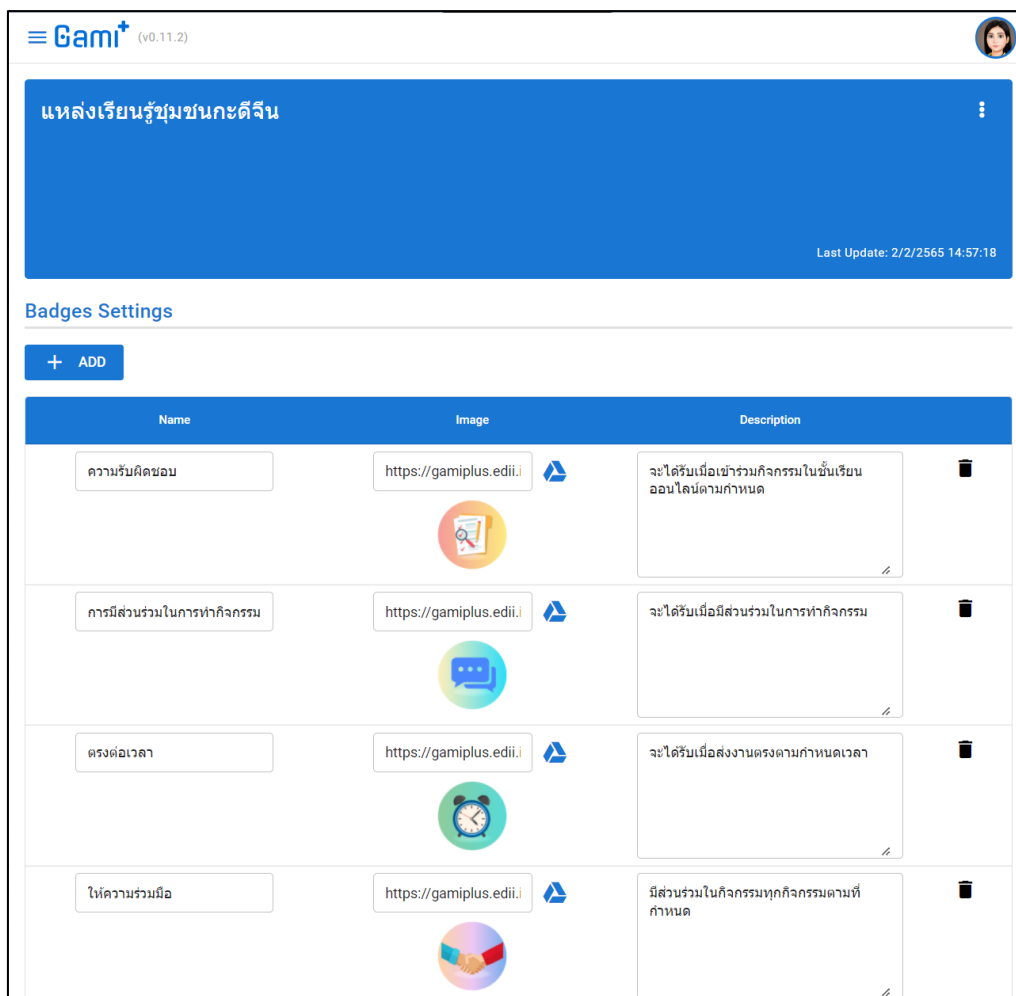 Gami+ (v0.11.2)
แหล่งเรียนรู้ชุมชนกะดีจีน
Last Update: 2/2/2565 14:57:18
Badges Settings
+ ADD
Name Image Description
ความรับผิดชอบ https://gamiplus.edii.i จะได้รับเมื่อเข้าร่วมกิจกรรมในชั้นเรียน
ออนไลน์ตามกำหนด
การมีส่วนร่วมในการทำกิจกรรม https://gamiplus.edii.i จะได้รับเมื่อมีส่วนร่วมในการทำกิจกรรม
ตรงต่อเวลา https://gamiplus.edii.i จะได้รับเมื่อส่งงานตรงตามกำหนดเวลา
ให้ความร่วมมือ https://gamiplus.edii.i มีส่วนร่วมในกิจกรรมทุกกิจกรรมตามที่
กำหนด